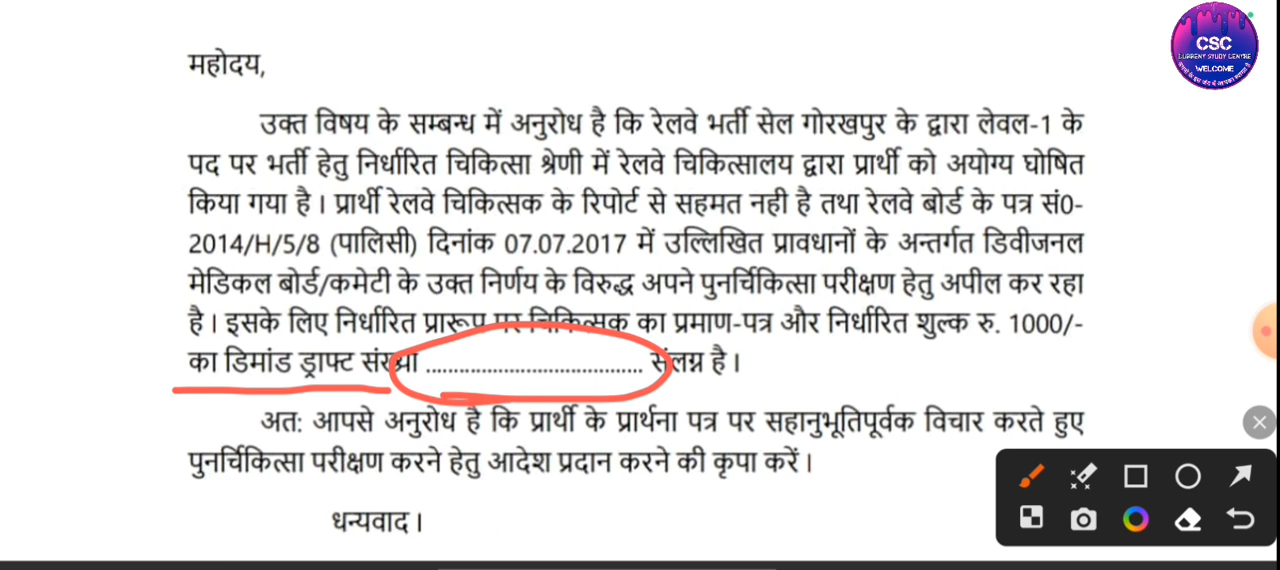 CSC
CURRENT STUDY CENTRE
WELCOME
महोदय,
उक्त विषय के सम्बन्ध में अनुरोध है कि रेलवे भर्ती सेल गोरखपुर के द्वारा लेवल-1 के
पद पर भर्ती हेतु निर्धारित चिकित्सा श्रेणी में रेलवे चिकित्सालय द्वारा प्रार्थी को अयोग्य घोषित
किया गया है। प्रार्थी रेलवे चिकित्सक के रिपोर्ट से सहमत नही है तथा रेलवे बोर्ड के पत्र सं0-
2014/H/5/8 (पालिसी) दिनांक 07.07.2017 में उल्लिखित प्रावधानों के अन्तर्गत डिवीजनल
मेडिकल बोर्ड/कमेटी के उक्त निर्णय के विरुद्ध अपने पुनर्चिकित्सा परीक्षण हेतु अपील कर रहा
है। इसके लिए निर्धारित प्रारूप पर चिकित्सक का प्रमाण-पत्र और निर्धारित शुल्क रु. 1000/-
का डिमांड ड्राफ्ट संख्या ........................................ संलग्न है।
अत: आपसे अनुरोध है कि प्रार्थी के प्रार्थना पत्र पर सहानुभूतिपूर्वक विचार करते हुए
पुनर्चिकित्सा परीक्षण करने हेतु आदेश प्रदान करने की कृपा करें।
धन्यवाद।